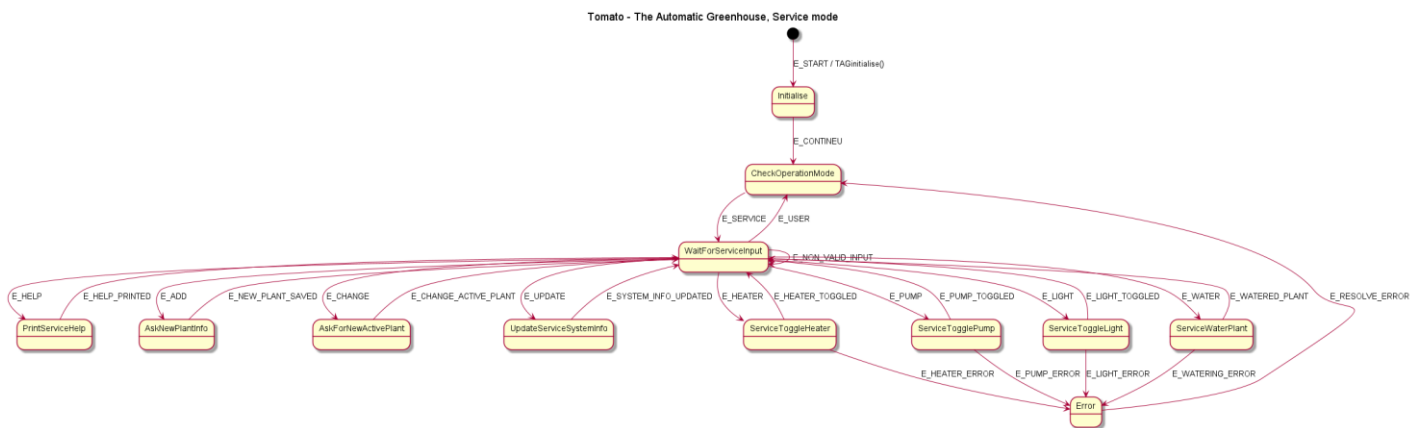 Tomato - The Automatic Greenhouse, Service mode
E_START / TAGinitialise()
Initialise
E_CONTINEU
CheckOperationMode
E_SERVICE
E_USER
WaitForServiceInput
E_NON_VALID_INPUT
E_HELP
E_HELP_PRINTED
E_ADD
E_NEW_PLANT_SAVED
E_CHANGE
E_CHANGE_ACTIVE_PLANT
E_UPDATE
E_SYSTEM_INFO_UPDATED
E_HEATER
E_HEATER_TOGGLED
E_PUMP
E_PUMP_TOGGLED
E_LIGHT
E_LIGHT_TOGGLED
E_WATER
E_WATERED_PLANT
E_RESOLVE_ERROR
PrintServiceHelp
AskNewPlantInfo
AskForNewActivePlant
UpdateServiceSystemInfo
ServiceToggleHeater
ServiceTogglePump
ServiceToggleLight
ServiceWaterPlant
E_HEATER_ERROR
E_PUMP_ERROR
E_LIGHT_ERROR
E_WATERING_ERROR
Error